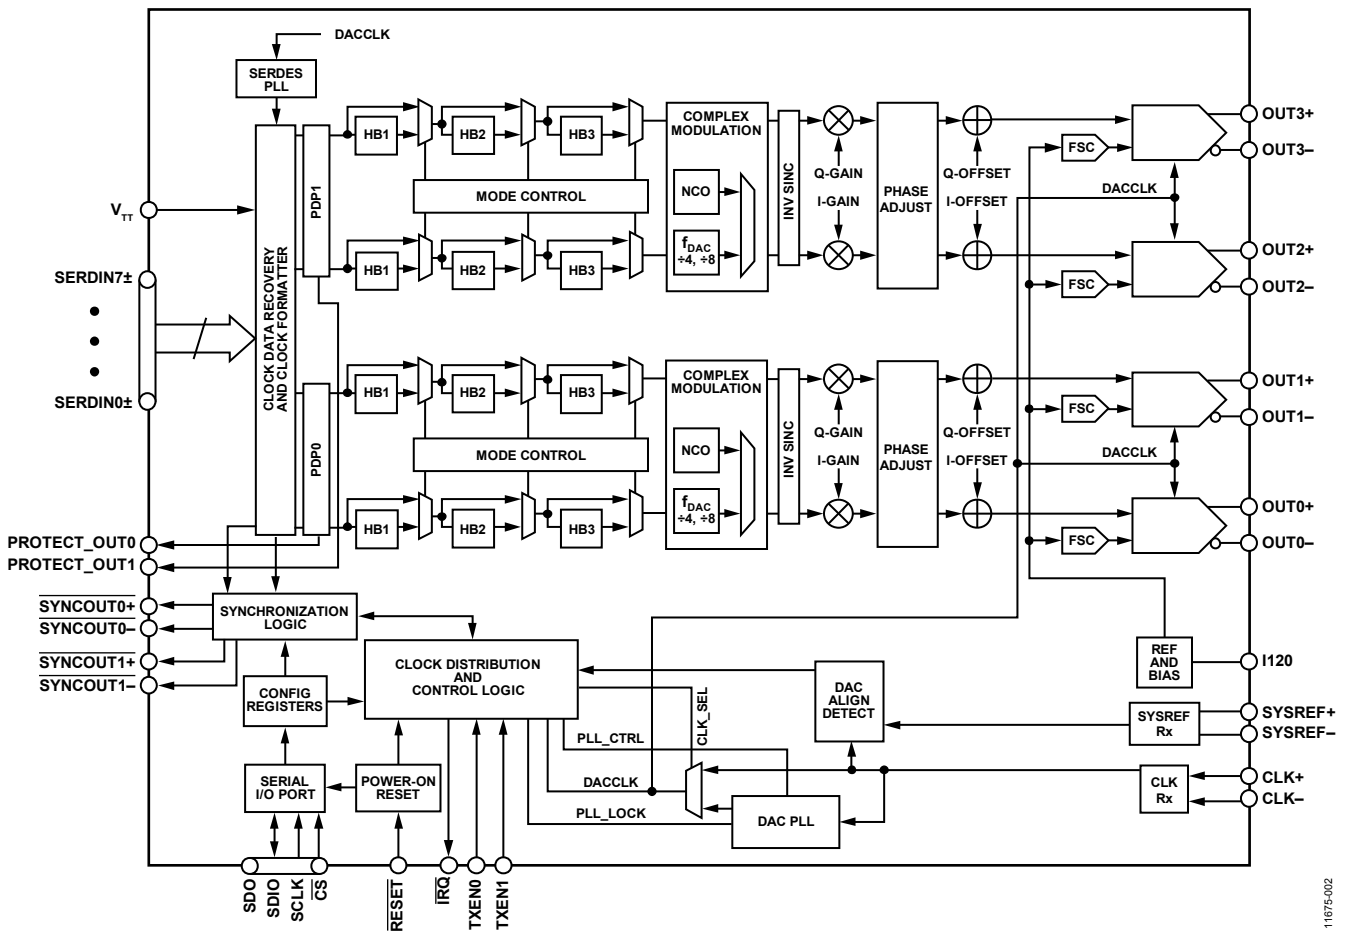 DACCLK
SERDES
PLL
CLOCK DATA RECOVERY
AND CLOCK FORMATTER
PDP1
HB1
HB2
HB3
MODE CONTROL
HB1
HB2
HB3
COMPLEX
MODULATION
NCO
fDAC
÷4, ÷8
INV SINC
Q-GAIN
I-GAIN
PHASE
ADJUST
Q-OFFSET
I-OFFSET
FSC
DACCLK
FSC
OUT3+
OUT3–
OUT2+
OUT2–
VTT
SERDIN7±
SERDIN0±
PDP0
HB1
HB2
HB3
MODE CONTROL
HB1
HB2
HB3
COMPLEX
MODULATION
NCO
fDAC
÷4, ÷8
INV SINC
Q-GAIN
I-GAIN
PHASE
ADJUST
Q-OFFSET
I-OFFSET
FSC
DACCLK
FSC
OUT1+
OUT1–
OUT0+
OUT0–
PROTECT_OUT0
PROTECT_OUT1
SYNCOUT0+
SYNCOUT0–
SYNCOUT1+
SYNCOUT1–
SYNCHRONIZATION
LOGIC
CLOCK DISTRIBUTION
AND
CONTROL LOGIC
CONFIG
REGISTERS
SERIAL
I/O PORT
POWER-ON
RESET
PLL_CTRL
CLK_SEL
DACCLK
PLL_LOCK
DAC PLL
DAC
ALIGN
DETECT
REF
AND
BIAS
SYSREF
Rx
CLK
Rx
I120
SYSREF+
SYSREF–
CLK+
CLK–
SDO
SDIO
SCLK
CS
RESET
IRQ
TXEN0
TXEN1
11675-002